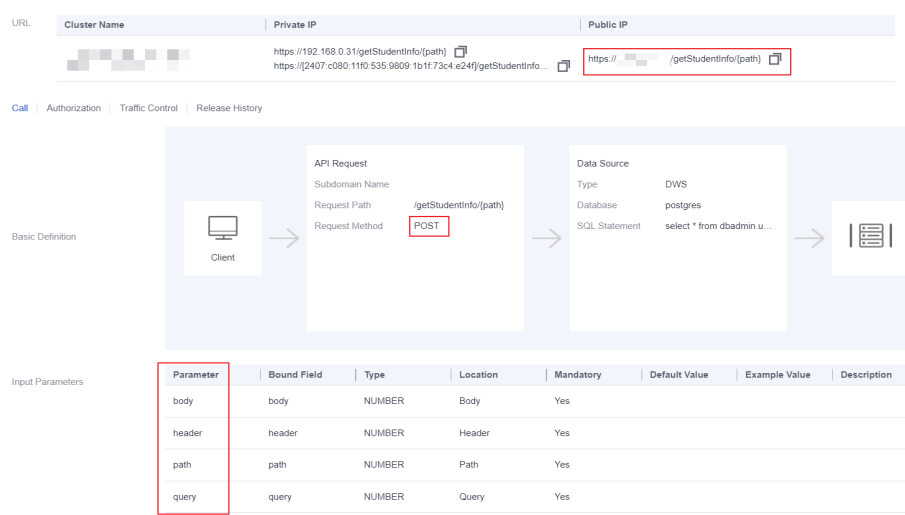 URL
Cluster Name Private IP Public IP
https://192.168.0.31/getStudentInfo/{path}
https://[2407:c080:11f0:535:9809:1b1f:73c4:e24f]/getStudentInfo...
https:// /getStudentInfo/{path}
Call Authorization Traffic Control Release History
Basic Definition
Client
API Request
Subdomain Name
Request Path /getStudentInfo/{path}
Request Method POST
Data Source
Type DWS
Database postgres
SQL Statement select * from dbadmin.u...
Input Parameters
Parameter Bound Field Type Location Mandatory Default Value Example Value Description
body body NUMBER Body Yes
header header NUMBER Header Yes
path path NUMBER Path Yes
query query NUMBER Query Yes